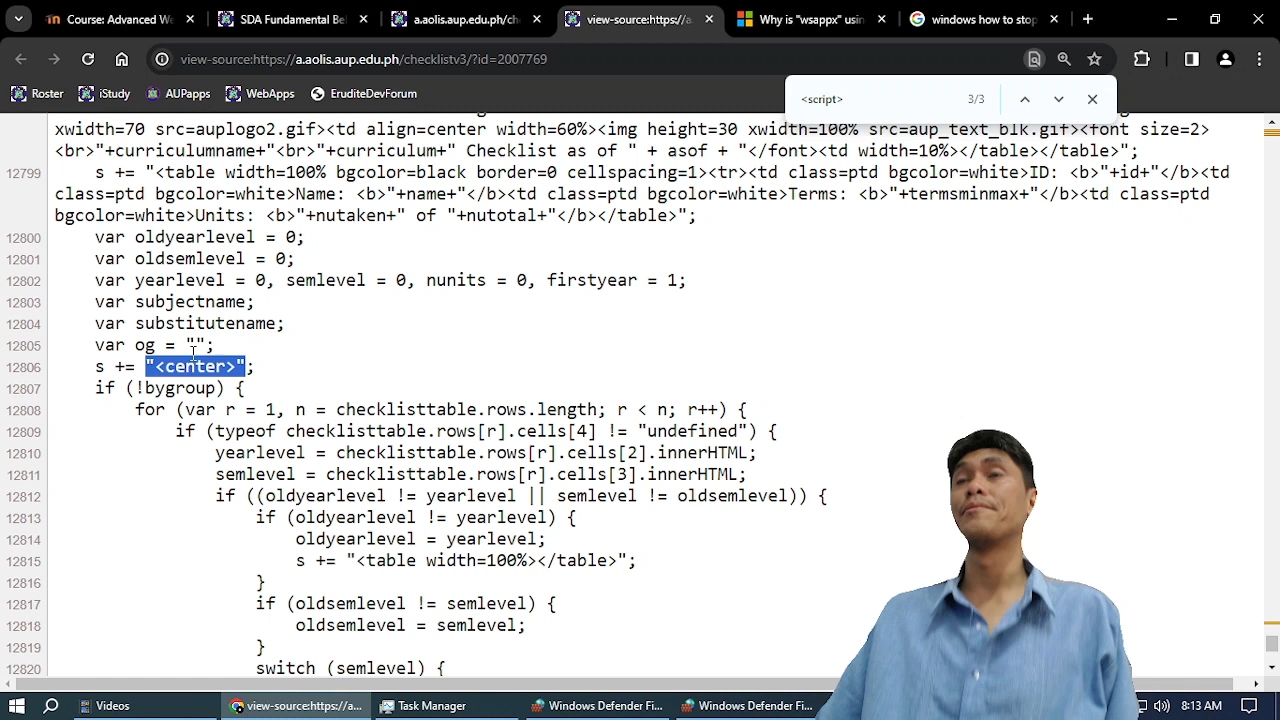 Course: Advanced We
SDA Fundamental Bel
a.aolis.aup.edu.ph/ch
view-source:https://a
Why is "wsappx" usin
windows how to stop
view-source:https://a.aolis.aup.edu.ph/checklistv3/?id=2007769
Roster
iStudy
AUPapps
WebApps
EruditeDevForum
<script>
3/3
xwidth=70 src=auplogo2.gif><td align=center width=60%><img height=30 xwidth=100% src=aup_text_blk.gif><font size=2>
<br>"+curriculumname+"<br>"+curriculum+" Checklist as of " + asof + "</font><td width=10%></table></table>";
12799 s += "<table width=100% bgcolor=black border=0 cellspacing=1><tr><td class=ptd bgcolor=white>ID: <b>"+id+"</b><td
class=ptd bgcolor=white>Name: <b>"+name+"</b><td class=ptd bgcolor=white>Terms: <b>"+termsminmax+"</b><td class=ptd
bgcolor=white>Units: <b>"+nutaken+" of "+nutotal+"</b></table>";
12800 var oldyearlevel = 0;
12801 var oldsemlevel = 0;
12802 var yearlevel = 0, semlevel = 0, nunits = 0, firstyear = 1;
12803 var subjectname;
12804 var substitutename;
12805 var og = "";
12806 s += "<center>";
12807 if (!bygroup) {
12808 for (var r = 1, n = checklisttable.rows.length; r < n; r++) {
12809 if (typeof checklisttable.rows[r].cells[4] != "undefined") {
12810 yearlevel = checklisttable.rows[r].cells[2].innerHTML;
12811 semlevel = checklisttable.rows[r].cells[3].innerHTML;
12812 if ((oldyearlevel != yearlevel || semlevel != oldsemlevel)) {
12813 if (oldyearlevel != yearlevel) {
12814 oldyearlevel = yearlevel;
12815 s += "<table width=100%></table>";
12816 }
12817 if (oldsemlevel != semlevel) {
12818 oldsemlevel = semlevel;
12819 }
12820 switch (semlevel) {
Videos
view-source:https://a...
Task Manager
Windows Defender Fi...
Windows Defender Fi...
8:13 AM